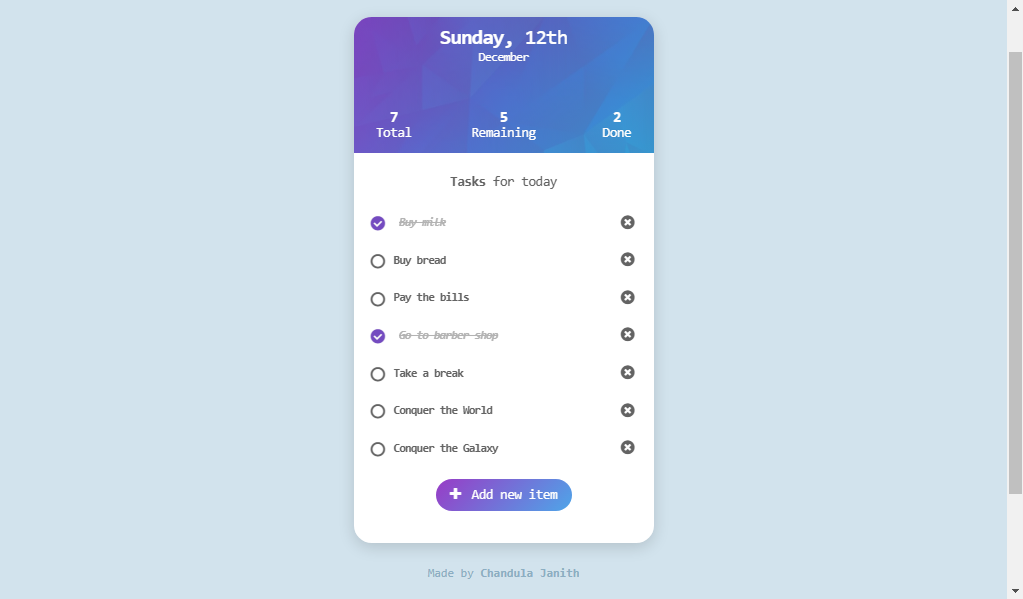 Sunday, 12th
December
7 5 2
Total Remaining Done
Tasks for today
Buy milk
Buy bread
Pay the bills
Go to barber shop
Take a break
Conquer the World
Conquer the Galaxy
Add new item
Made by Chandula Janith